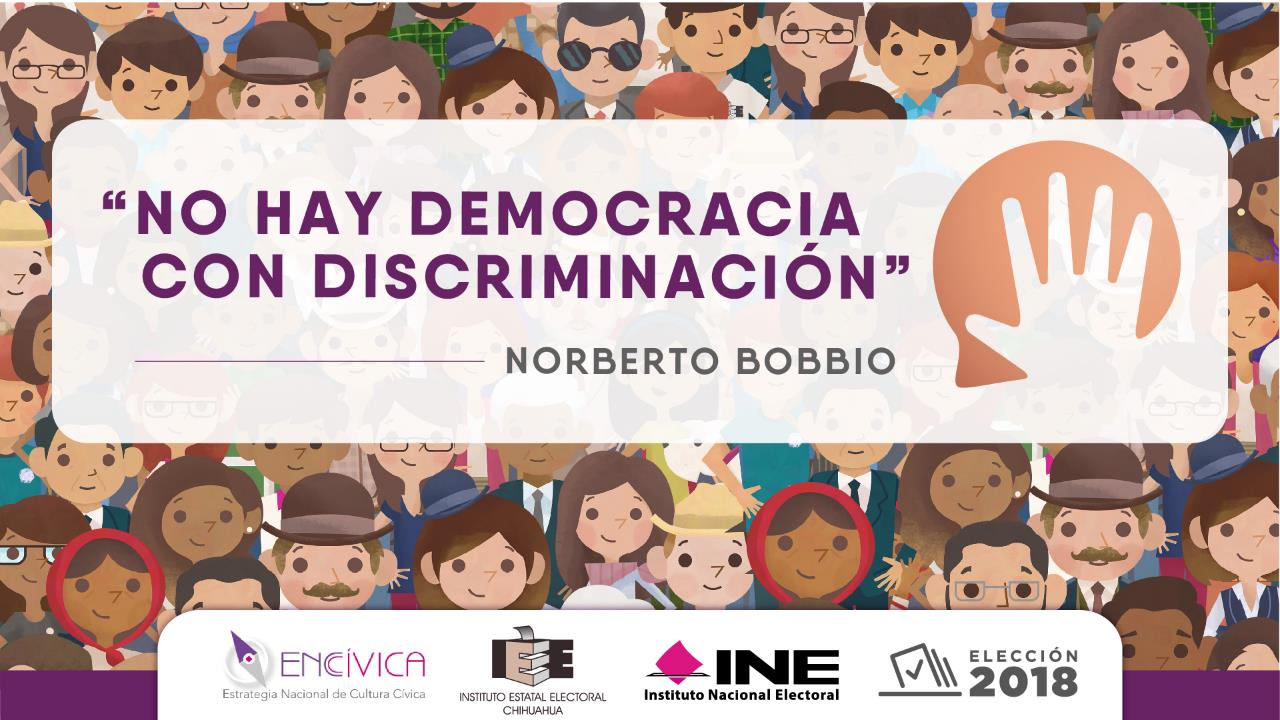 “NO HAY DEMOCRACIA
CON DISCRIMINACIÓN”
NORBERTO BOBBIO
ENCÍVICA
Estrategia Nacional de Cultura Cívica
IEE
INSTITUTO ESTATAL ELECTORAL
CHIHUAHUA
INE
Instituto Nacional Electoral
ELECCIÓN
2018